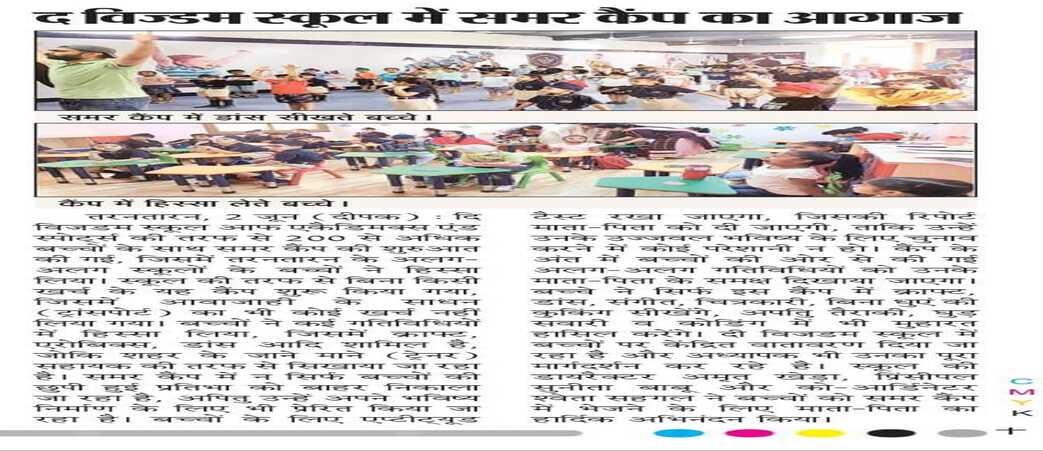 द विज्डम स्कूल में समर कैंप का आगाज
समर कैंप में डांस सीखते बच्चे।
कैंप में हिस्सा लेते बच्चे।
तरनतारन, 2 जून (दीपक) : दि
विजडम स्कूल आफ एकैडिमक्स एंड
स्पोर्ट्स की तरफ से 200 से अधिक
बच्चों के साथ समर कैंप की शुरुआत
की गई, जिसमें तरनतारन के अलग-
अलग स्कूलों के बच्चों ने हिस्सा
लिया। स्कूल की तरफ से बिना किसी
खर्च के यह कैंप शुरू किया गया,
जिसमें आवाजाही के साधन
(ट्रांसपोर्ट) का भी कोई खर्च नहीं
लिया गया। बच्चों ने कई गतिविधियों
में हिस्सा लिया, जिसमें क्राफ्ट,
एरोबिक्स, डांस आदि शामिल है,
जोकि शहर के जाने माने (ट्रेनर)
सहायक की तरफ से सिखाया जा रहा
है। समर कैंप में न सिर्फ बच्चों की
छुपी हुई प्रतिभा को बाहर निकाला
जा रहा है, अपितु उन्हें अपने भविष्य
निर्माण के लिए भी प्रेरित किया जा
रहा है। बच्चों के लिए एप्टीट्यूड
टैस्ट रखा जाएगा, जिसकी रिपोर्ट
माता-पिता को दी जाएगी, ताकि उन्हें
उनके उज्जवल भविष्य के लिए चुनाव
करने में कोई परेशानी न हो। कैंप के
अंत में बच्चों की ओर से की गई
अलग-अलग गतिविधियों को उनके
माता-पिता के समक्ष दिखाया जाएगा।
बच्चे न सिर्फ इस कैंप में क्राफ्ट,
डांस, संगीत, चित्रकारी, बिना धुएं की
कुकिंग सीखेंगे, अपितु तैराकी, घुड़
सवारी व कोडिंग में भी मुहारत
हासिल करेंगे। दी विजडम स्कूल में
बच्चों पर केंद्रित वातावरण दिया जा
रहा है और अध्यापक भी उनका पूरा
मार्गदर्शन कर रहे है। स्कूल की
डायरैक्टर अमृत खेड़ा, प्रिंसीपल
सुनीता बाबू और को-आर्डिनेटर
श्वेता सहगल ने बच्चों को समर कैंप
में भेजने के लिए माता-पिता का
हार्दिक अभिनंदन किया।
C
M
Y
K